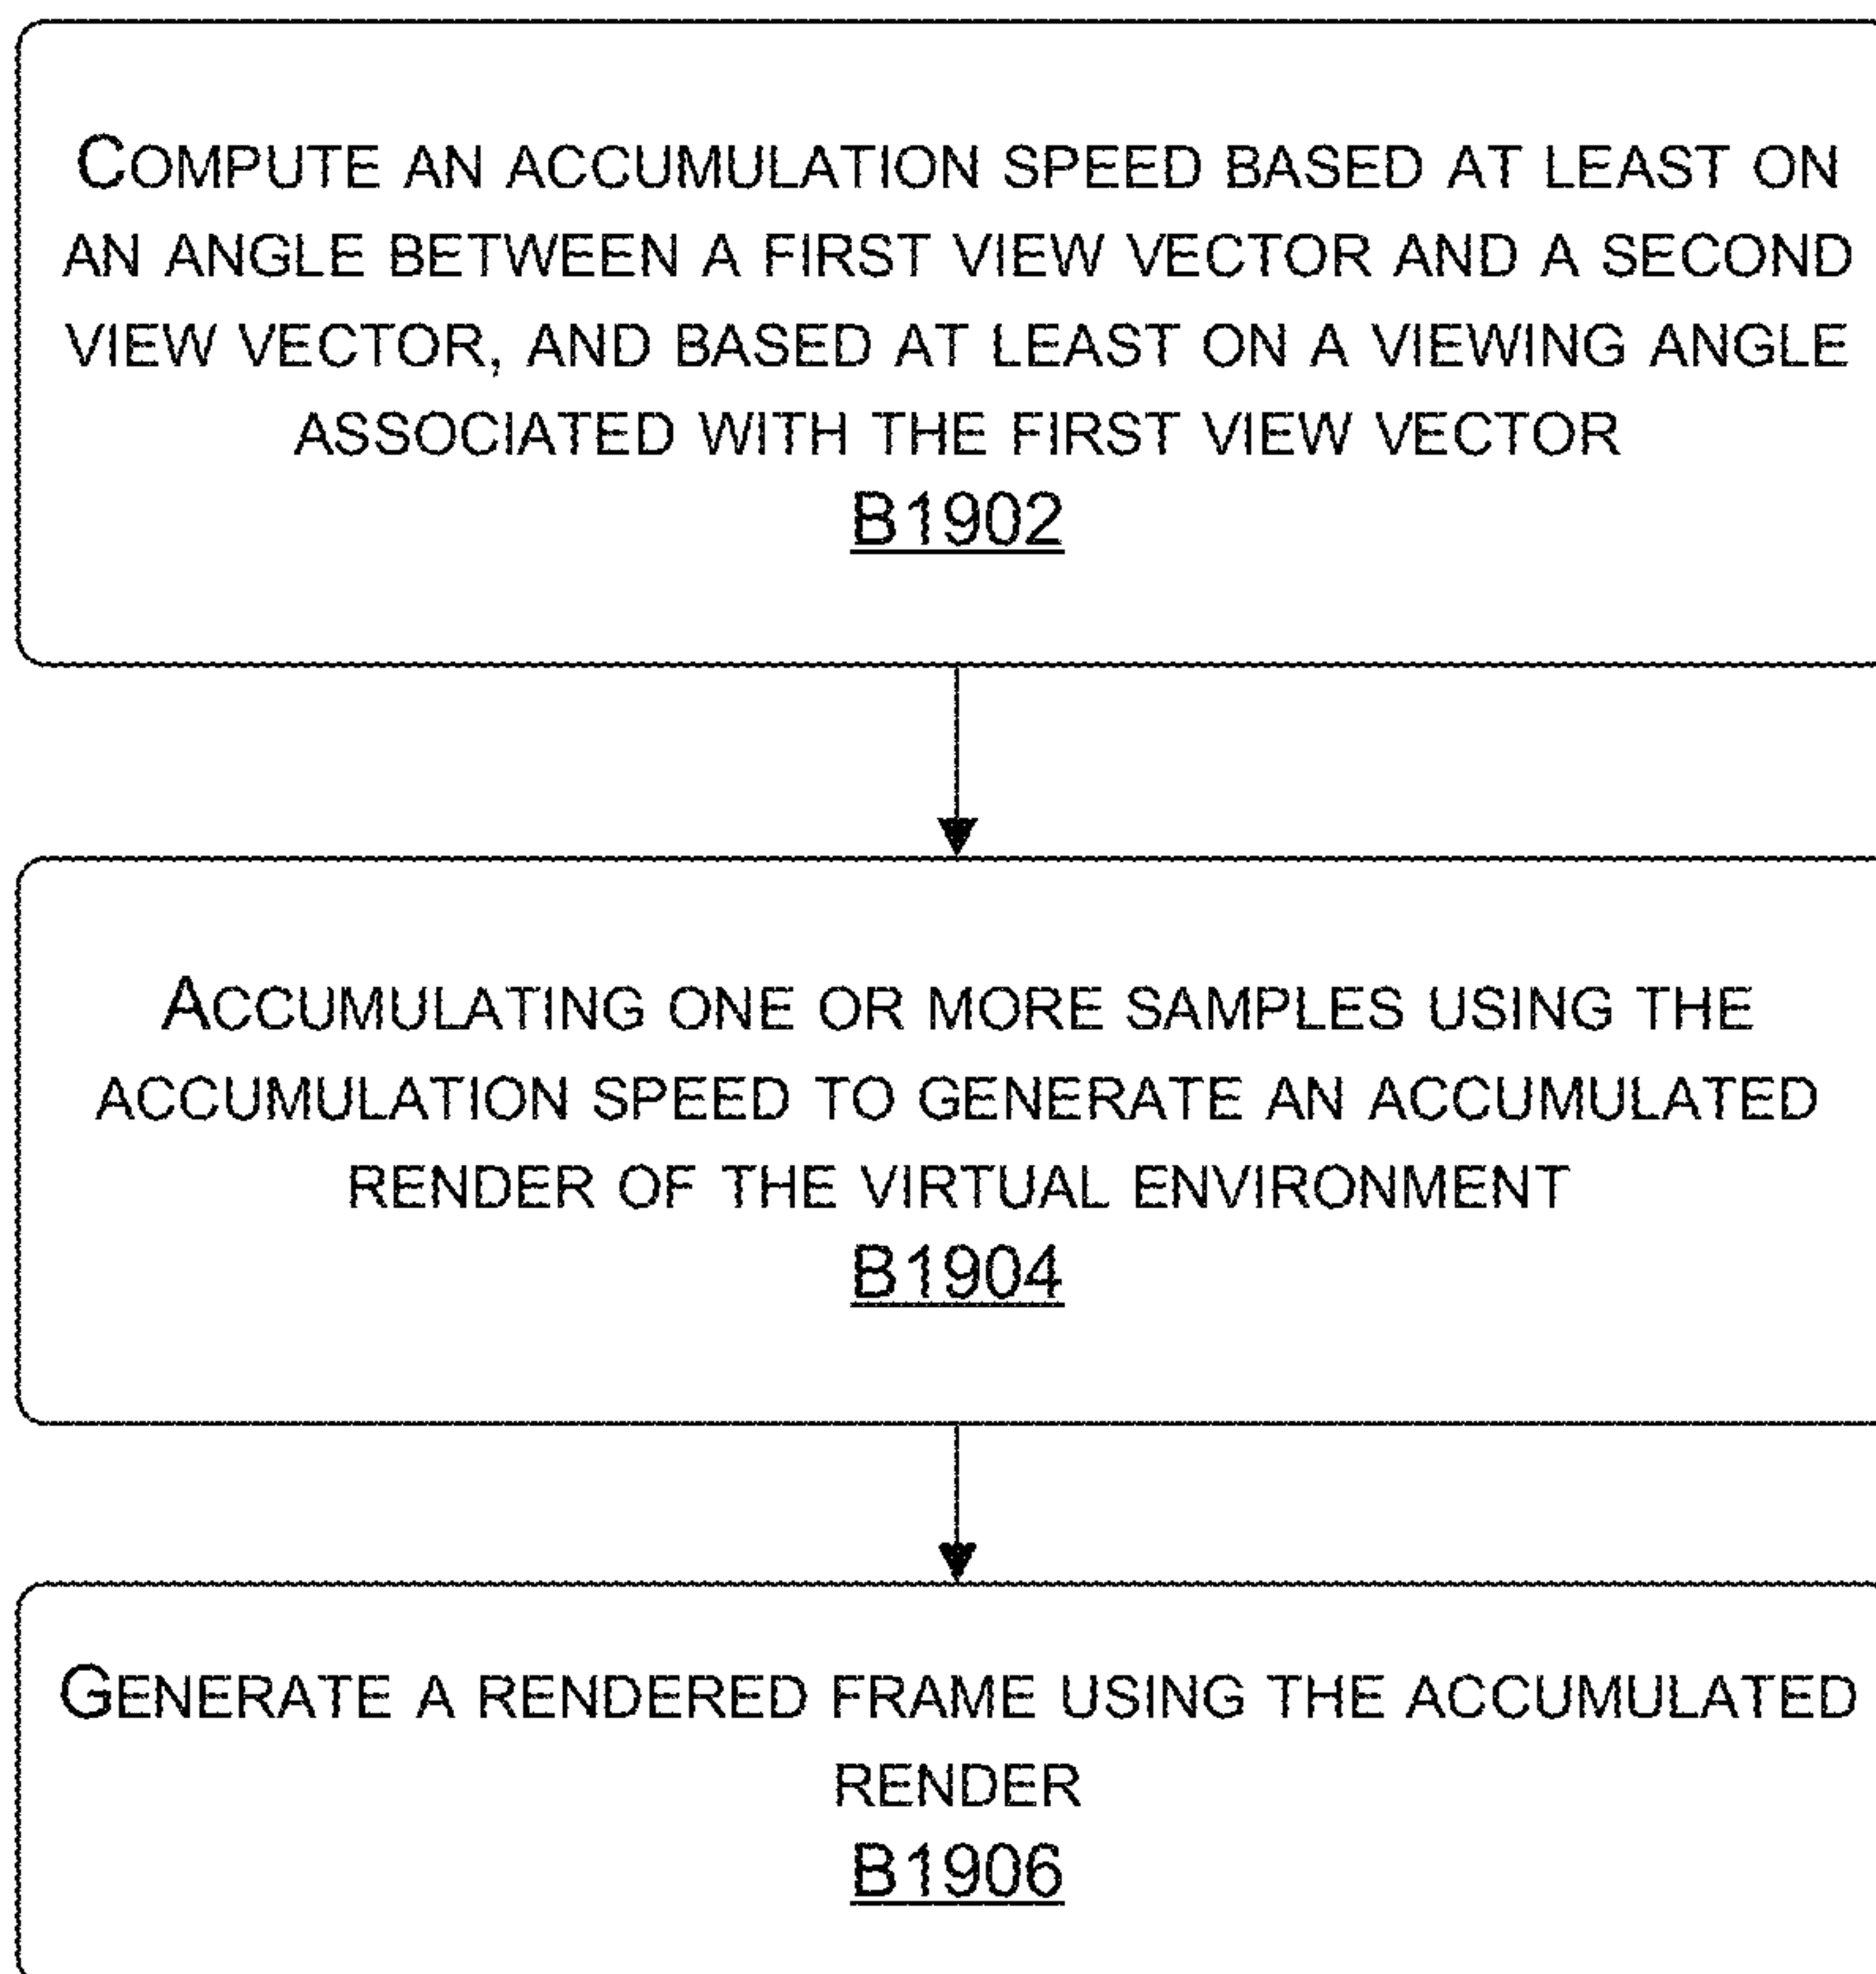 COMPUTE AN ACCUMULATION SPEED BASED AT LEAST ON
AN ANGLE BETWEEN A FIRST VIEW VECTOR AND A SECOND
VIEW VECTOR, AND BASED AT LEAST ON A VIEWING ANGLE
ASSOCIATED WITH THE FIRST VIEW VECTOR
B1902
ACCUMULATING ONE OR MORE SAMPLES USING THE
ACCUMULATION SPEED TO GENERATE AN ACCUMULATED
RENDER OF THE VIRTUAL ENVIRONMENT
B1904
GENERATE A RENDERED FRAME USING THE ACCUMULATED
RENDER
B1906